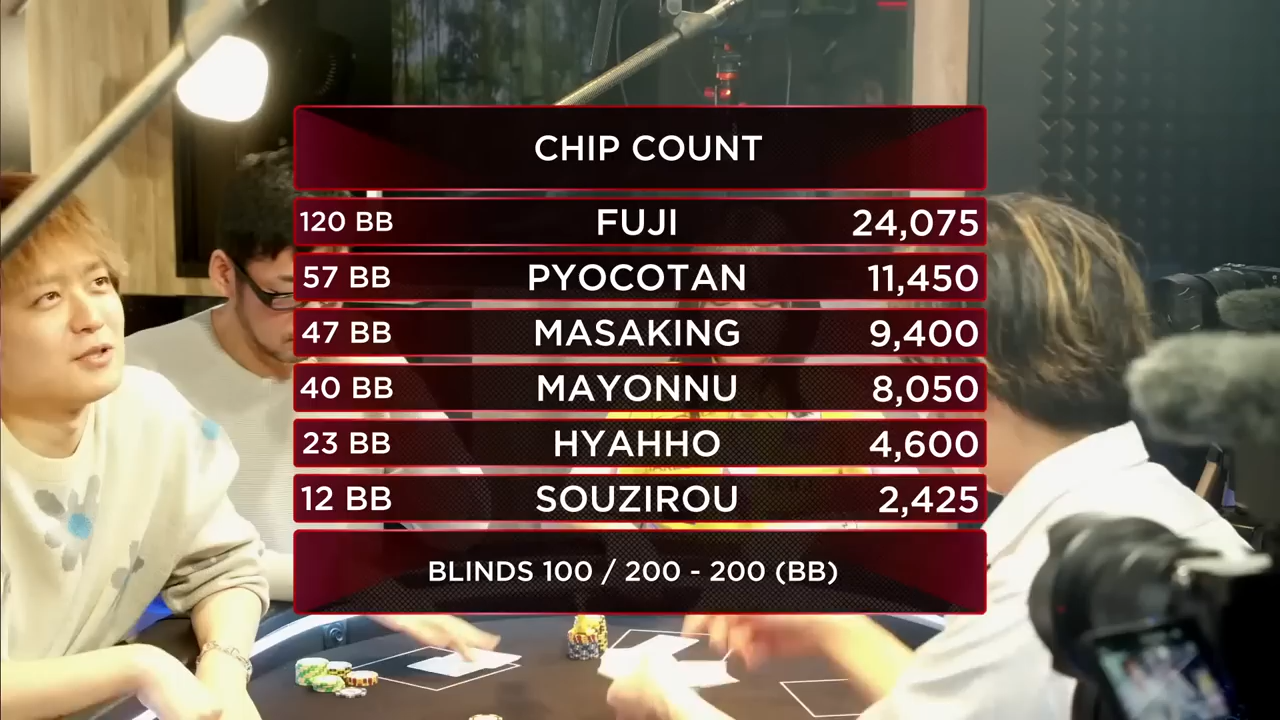 CHIP COUNT
120 BB FUJI 24,075
57 BB PYOCOTAN 11,450
47 BB MASAKING 9,400
40 BB MAYONNU 8,050
23 BB HYAHHO 4,600
12 BB SOUZIROU 2,425
BLINDS 100 / 200 - 200 (BB)